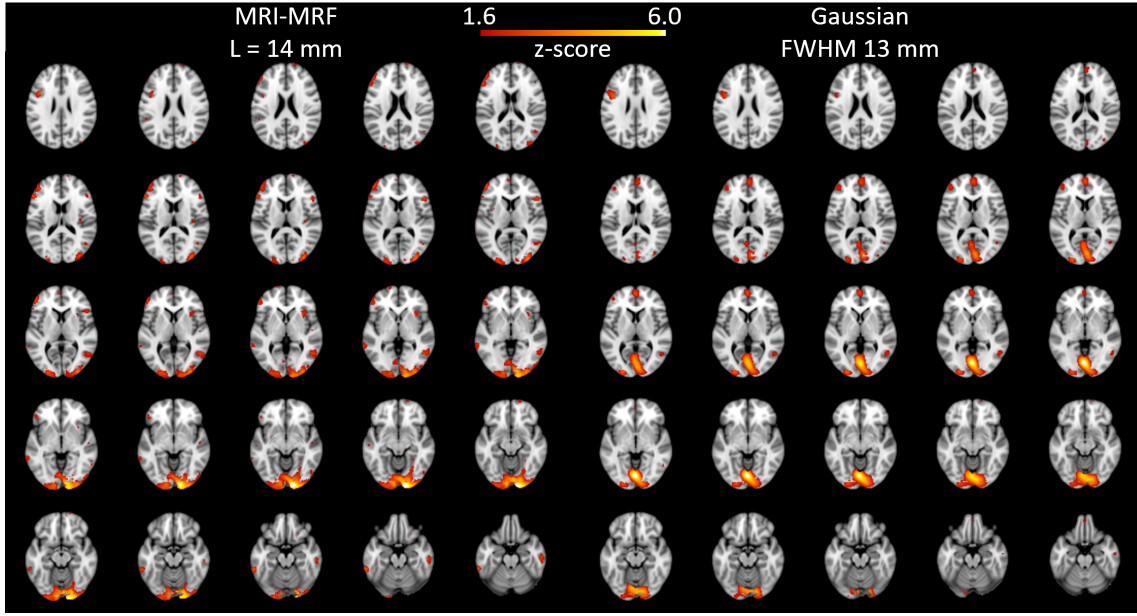 MRI-MRF
L = 14 mm
1.6 6.0
z-score
Gaussian
FWHM 13 mm